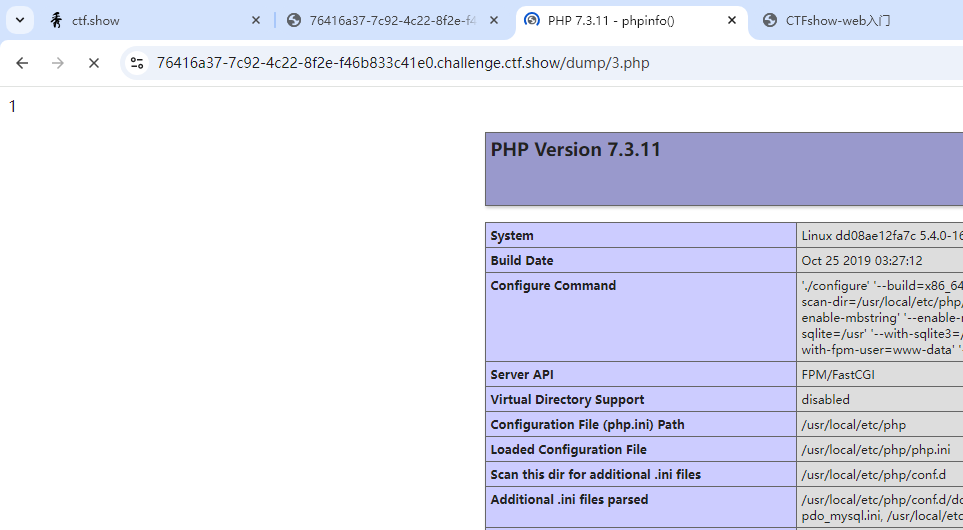 ctf.show
76416a37-7c92-4c22-8f2e-f4
PHP 7.3.11 - phpinfo()
CTFshow-web入门
76416a37-7c92-4c22-8f2e-f46b833c41e0.challenge.ctf.show/dump/3.php
1
PHP Version 7.3.11
System
Linux dd08ae12fa7c 5.4.0-16
Build Date
Oct 25 2019 03:27:12
Configure Command
'./configure' '--build=x86_64
scan-dir=/usr/local/etc/php/
enable-mbstring' '--enable-
sqlite=/usr' '--with-sqlite3=/
with-fpm-user=www-data' '-
Server API
FPM/FastCGI
Virtual Directory Support
disabled
Configuration File (php.ini) Path
/usr/local/etc/php
Loaded Configuration File
/usr/local/etc/php/php.ini
Scan this dir for additional .ini files
/usr/local/etc/php/conf.d
Additional .ini files parsed
/usr/local/etc/php/conf.d/do
pdo_mysql.ini, /usr/local/etc